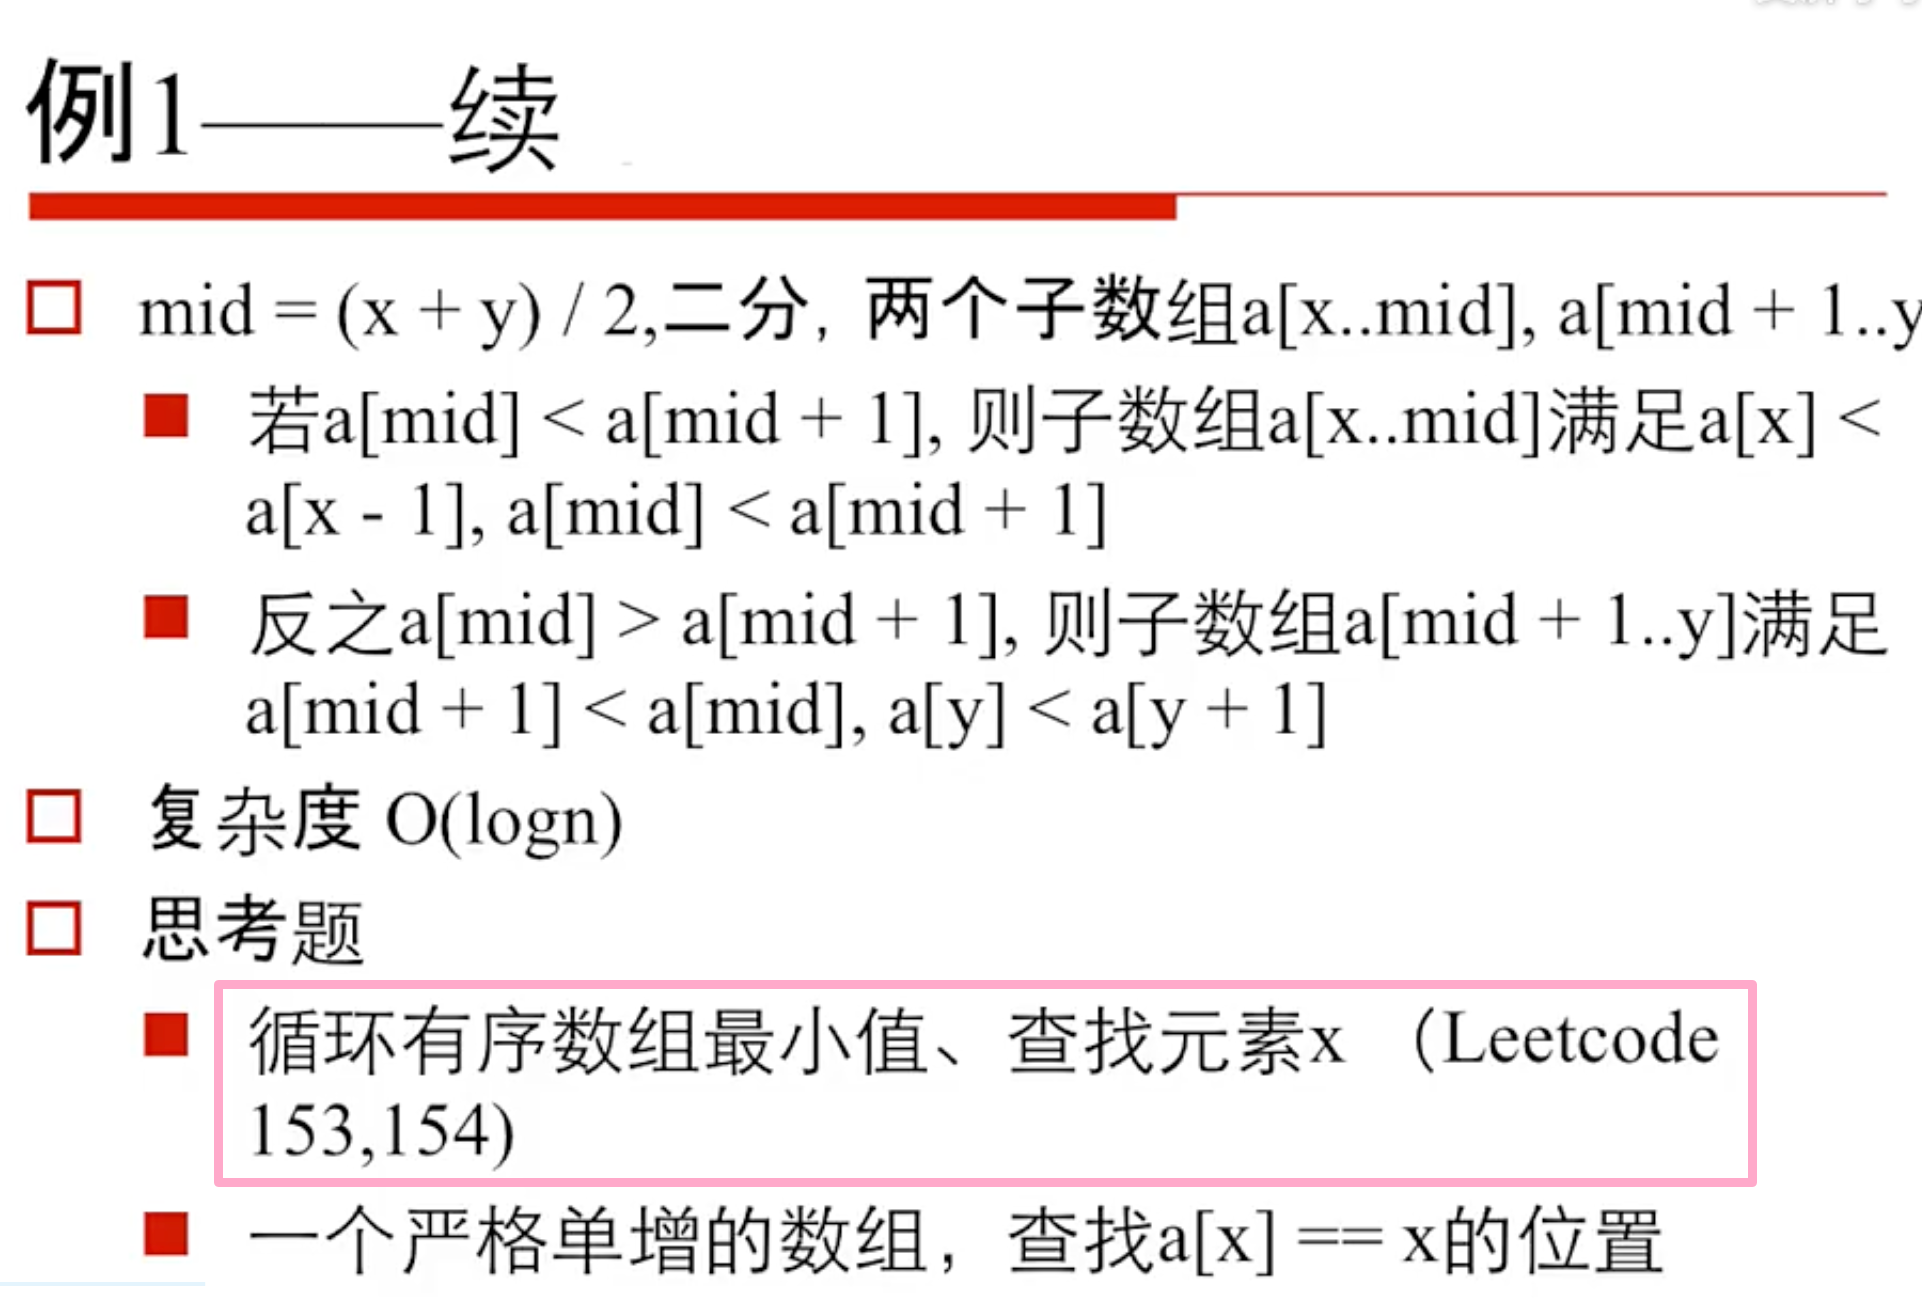 例1——续
mid = (x + y) / 2,二分，两个子数组a[x..mid], a[mid + 1..y
若a[mid] < a[mid + 1], 则子数组a[x..mid]满足a[x] <
a[x - 1], a[mid] < a[mid + 1]
反之a[mid] > a[mid + 1], 则子数组a[mid + 1..y]满足
a[mid + 1] < a[mid], a[y] < a[y + 1]
复杂度 O(logn)
思考题
循环有序数组最小值、查找元素x （Leetcode
153,154)
一个严格单增的数组，查找a[x] == x的位置